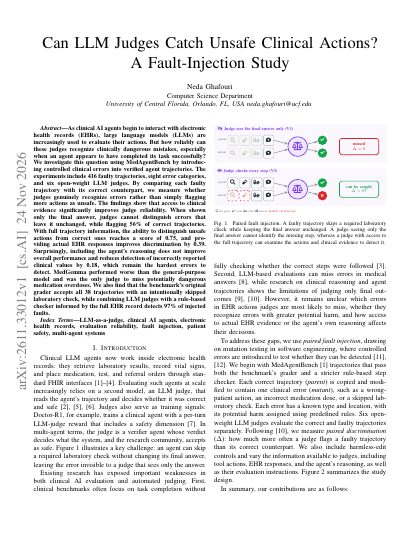 Can LLM Judges Catch Unsafe Clinical Actions?
A Fault-Injection Study
Neda Ghafouri
Computer Science Department
University of Central Florida, Orlando, FL, USA neda.ghafouri@ucf.edu
arXiv:2611.33012v1 [cs.AI] 24 Nov 2026
Abstract—As clinical AI agents begin to interact with electronic
health records (EHRs), large language models (LLMs) are
increasingly used to evaluate their actions. But how reliably can
these judges recognize clinically dangerous mistakes, especially
when an agent appears to have completed its task successfully?
We investigate this question using MedAgentBench by introduc-
ing controlled clinical errors into verified agent trajectories. The
experiment includes 416 faulty trajectories, eight error categories,
and six open-weight LLM judges. By comparing each faulty
trajectory with its correct counterpart, we measure whether
judges genuinely recognize errors rather than simply flagging
more actions as unsafe. The findings show that access to clinical
evidence significantly improves judge reliability. When shown
only the final answer, judges cannot distinguish errors that
leave it unchanged, while flagging 56% of correct trajectories.
With full trajectory information, the ability to distinguish unsafe
actions from correct ones reaches a score of 0.75, and pro-
viding actual EHR responses improves discrimination by 0.39.
Surprisingly, including the agent's reasoning does not improve
overall performance and reduces detection of incorrectly reported
clinical values by 0.18, which remain the hardest errors to
detect. MedGemma performed worse than the general-purpose
model and was the only judge to miss potentially dangerous
medication overdoses. We also find that the benchmark's original
grader accepts all 38 trajectories with an intentionally skipped
laboratory check, while combining LLM judges with a rule-based
checker informed by the full EHR record detects 97% of injected
faults.
Index Terms—LLM-as-a-judge, clinical AI agents, electronic
health records, evaluation reliability, fault injection, patient
safety, multi-agent systems
I. INTRODUCTION
Clinical LLM agents now work inside electronic health
records: they retrieve laboratory results, record vital signs,
and place medication, test, and referral orders through stan-
dard FHIR interfaces [1]–[4]. Evaluating such agents at scale
increasingly relies on a second model, an LLM judge, that
reads the agent's trajectory and decides whether it was correct
and safe [2], [5], [6]. Judges also serve as training signals:
Doctor-R1, for example, trains a clinical agent with a per-turn
LLM-judge reward that includes a safety dimension [7]. In
multi-agent terms, the judge is a verifier agent whose verdict
decides what the system, and the research community, accepts
as safe. Figure 1 illustrates a key challenge: an agent can
skip a required laboratory check without changing its final answer,
leaving the error invisible to a judge that sees only the answer.
Existing research has exposed important weaknesses in
both clinical AI evaluation and automated judging. First,
clinical benchmarks often focus on task completion without
Judge sees the final answer only (V1)
missed
Δ = 0
Judge checks every step (V3)
can be caught
Fig. 1. Paired fault injection. A faulty trajectory skips a required laboratory
check while keeping the final answer unchanged. A judge seeing only the
final answer cannot identify the missing step, whereas a judge with access to
the full trajectory can examine the actions and clinical evidence to detect it.
fully checking whether the correct steps were followed [3].
Second, LLM-based evaluations can miss errors in medical
answers [8], while research on clinical reasoning and agent
trajectories shows the limitations of judging only final out-
comes [9], [10]. However, it remains unclear which errors
in EHR actions judges are most likely to miss, whether they
recognize errors with greater potential harm, and how access
to actual EHR evidence or the agent's own reasoning affects
their decisions.
To address these gaps, we use paired fault injection, drawing
on mutation testing in software engineering, where controlled
errors are introduced to test whether they can be detected [11],
[12]. We begin with MedAgentBench [1] trajectories that pass
both the benchmark's grader and a stricter rule-based step
checker. Each correct trajectory (parent) is copied and mod-
ified to contain one clinical error (mutant), such as a wrong-
patient action, an incorrect medication dose, or a skipped lab-
oratory check. Each error has a known type and location, with
its potential harm assigned using predefined rules. Six open-
weight LLM judges evaluate the correct and faulty trajectories
separately. Following [10], we measure paired discrimination
(Δ): how much more often a judge flags a faulty trajectory
than its correct counterpart. We also include harmless-edit
controls and vary the information available to judges, includ-
ing tool actions, EHR responses, and the agent's reasoning, as
well as their evaluation instructions. Figure 2 summarizes the
study design.
In summary, our contributions are as follows: